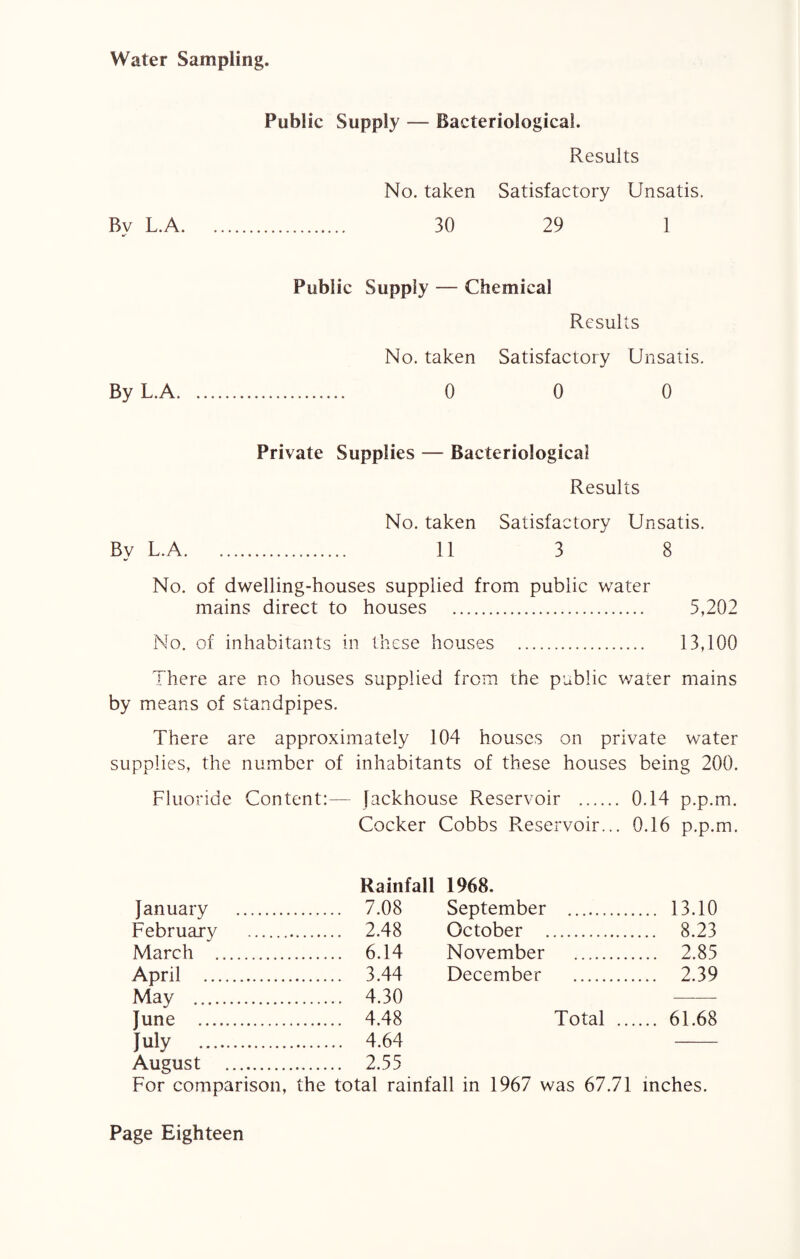 Water Sampling.
Public Supply — Bacteriological.
Results
No. taken Satisfactory Unsatis.
By L.A. .................... 30 29 1
Public Supply — Chemical
Results
No. taken Satisfactory Unsatis.
By L.A. ...................... 0 0 0
Private Supplies — Bacteriological
Results
No. taken Satisfactory Unsatis.
By L.A. .................... 11 3 8
No. of dwelling-houses supplied from public water
mains direct to houses .............................. 5,202
No. of inhabitants in these houses .................... 13,100
There are no houses supplied from the public water mains
by means of standpipes.
There are approximately 104 houses on private water
supplies, the number of inhabitants of these houses being 200.
Fluoride Content:— Jackhouse Reservoir ...... 0.14 p.p.m.
Cocker Cobbs Reservoir... 0.16 p.p.m.
Rainfall 1968.
January ................ 7.08 September .............. 13.10
February ............... 2.48 October ................. 8.23
March .................... 6.14 November ............. 2.85
April ...................... 3.44 December ............. 2.39
May ........................ 4.30
June ....................... 4.48 Total ...... 61.68
July ....................... 4.64
August ................... 2.55
For comparison, the total rainfall in 1967 was 67.71 inches.
Page Eighteen